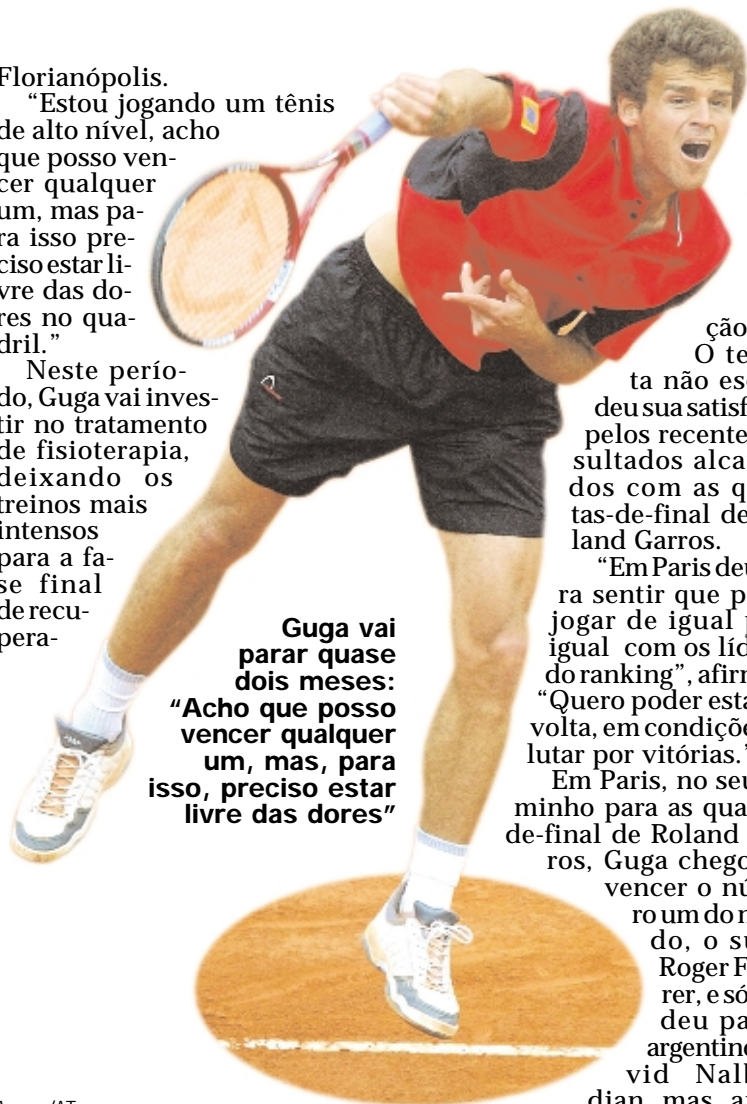 Florianópolis.
“Estou jogando um tênis
de alto nível, acho
que posso ven-
cer qualquer
um, mas pa-
ra isso pre-
ciso estar li-
vre das do-
res no qua-
dril.”
Neste perío-
do, Guga vai inves-
tir no tratamento
de fisioterapia,
deixando os
treinos mais
intensos
para a fa-
se final
de recu-
pera-
Guga vai
parar quase
dois meses:
“Acho que posso
vencer qualquer
um, mas, para
isso, preciso estar
livre das dores”
ção
O te
ta não es
deu sua satisf
pelos recente
sultados alca
dos com as q
tas-de-final de
land Garros.
“Em Paris deu
ra sentir que p
jogar de igual p
igual com os líd
do ranking”, afirm
“Quero poder esta
volta, em condiçõe
lutar por vitórias.”
Em Paris, no seu
minho para as qua
de-final de Roland
ros, Guga chego
vencer o nú
ro um do m
do, o su
Roger F
rer, e só
deu pa
argentino
vid Nalb
dian mas a